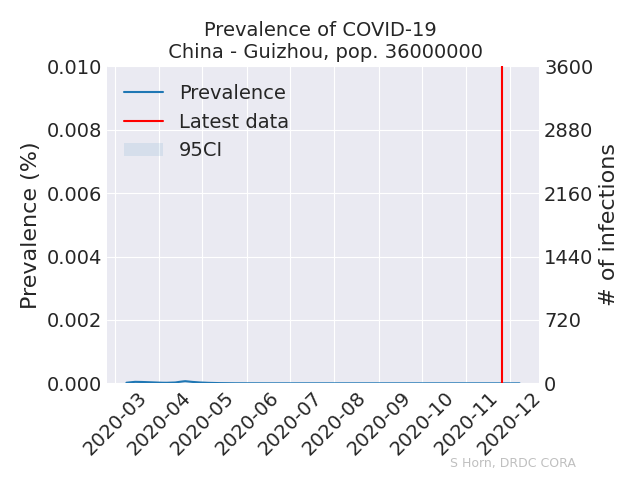 Prevalence of COVID-19
China - Guizhou, pop. 36000000
Prevalence
Latest data
95CI
Prevalence (%)
0.010
0.008
0.006
0.004
0.002
0.000
3600
2880
2160
1440
720
0
# of infections
2020-03
2020-04
2020-05
2020-06
2020-07
2020-08
2020-09
2020-10
2020-11
2020-12
S Horn, DRDC CORA